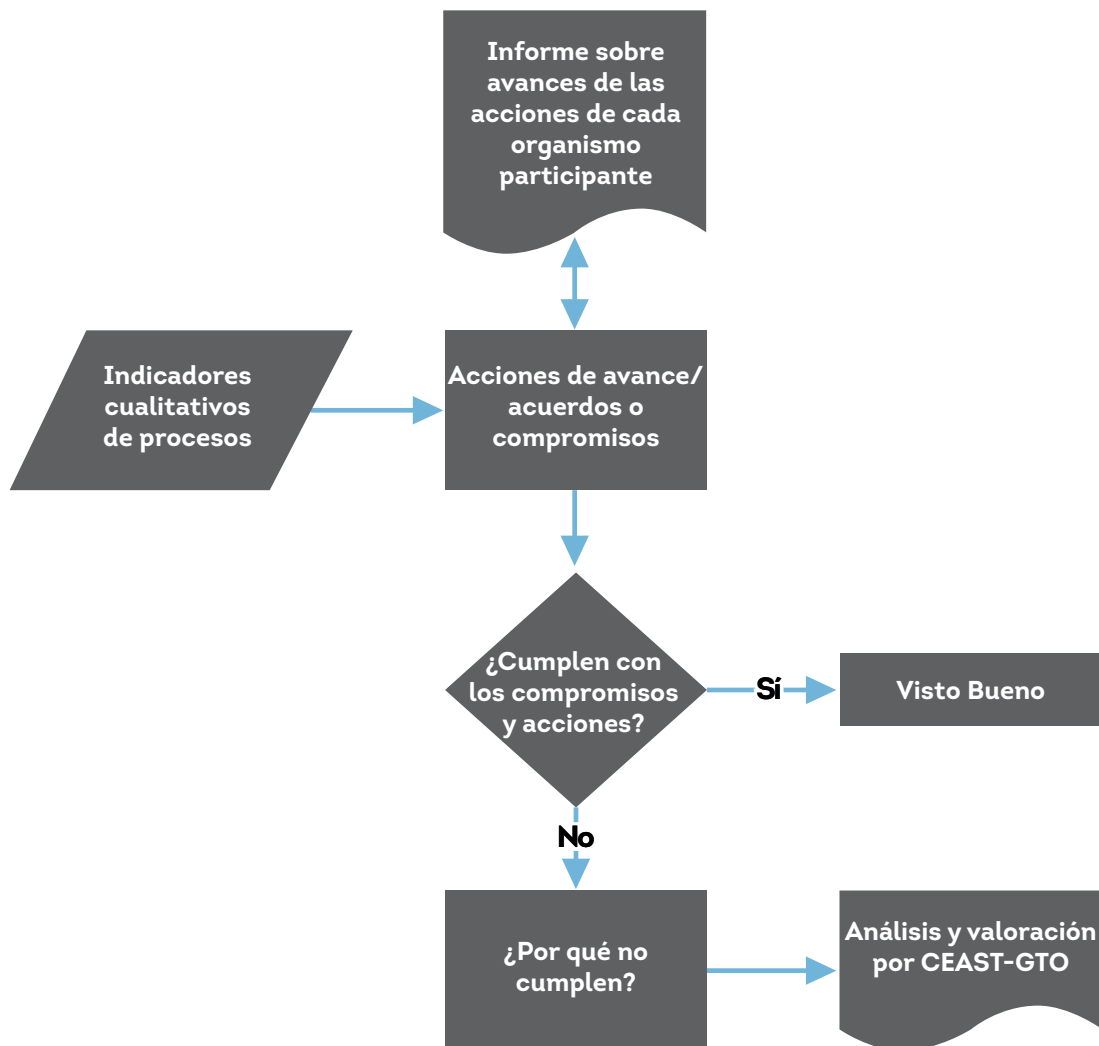 Informe sobre
avances de las
acciones de cada
organismo
participante
Indicadores
cualitativos
de procesos
Acciones de avance/
acuerdos o
compromisos
¿Cumplen con
los compromisos
y acciones?
Sí
Visto Bueno
No
¿Por qué no
cumplen?
Análisis y valoración
por CEAST-GTO